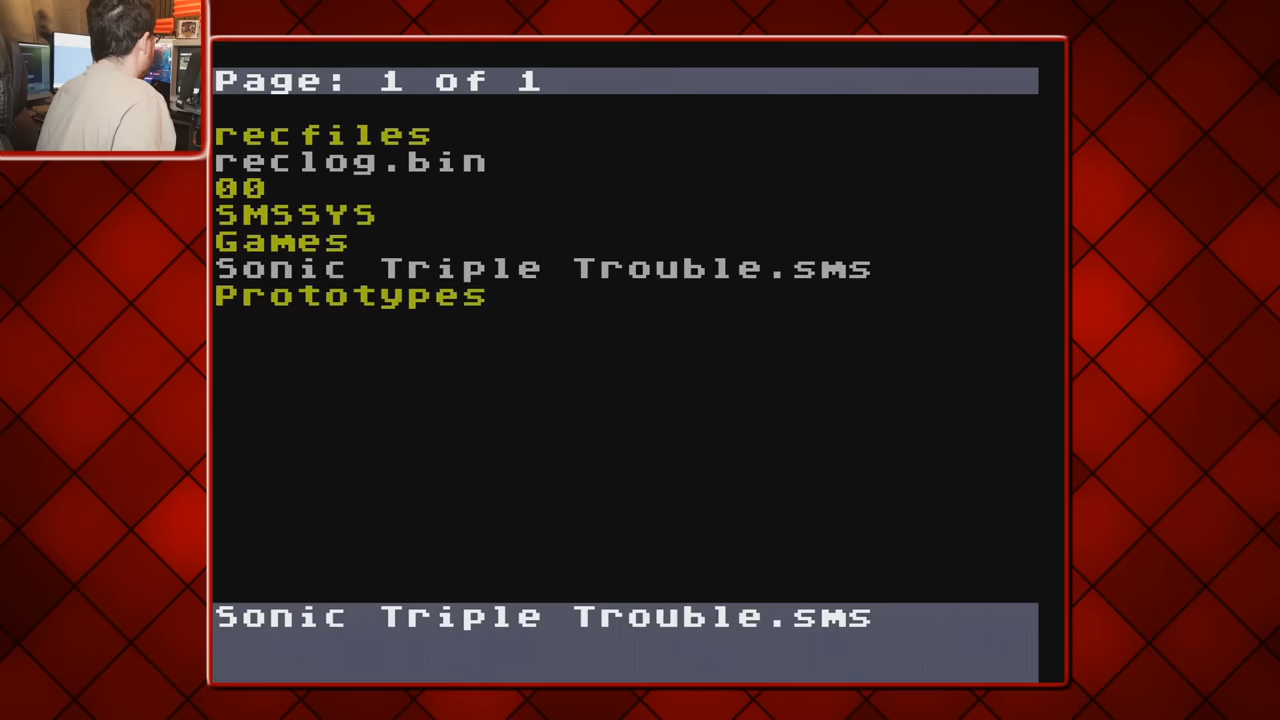 Page: 1 of 1
recfiles
reclog.bin
00
SMSSYS
Games
Sonic Triple Trouble.sms
Prototypes
Sonic Triple Trouble.sms